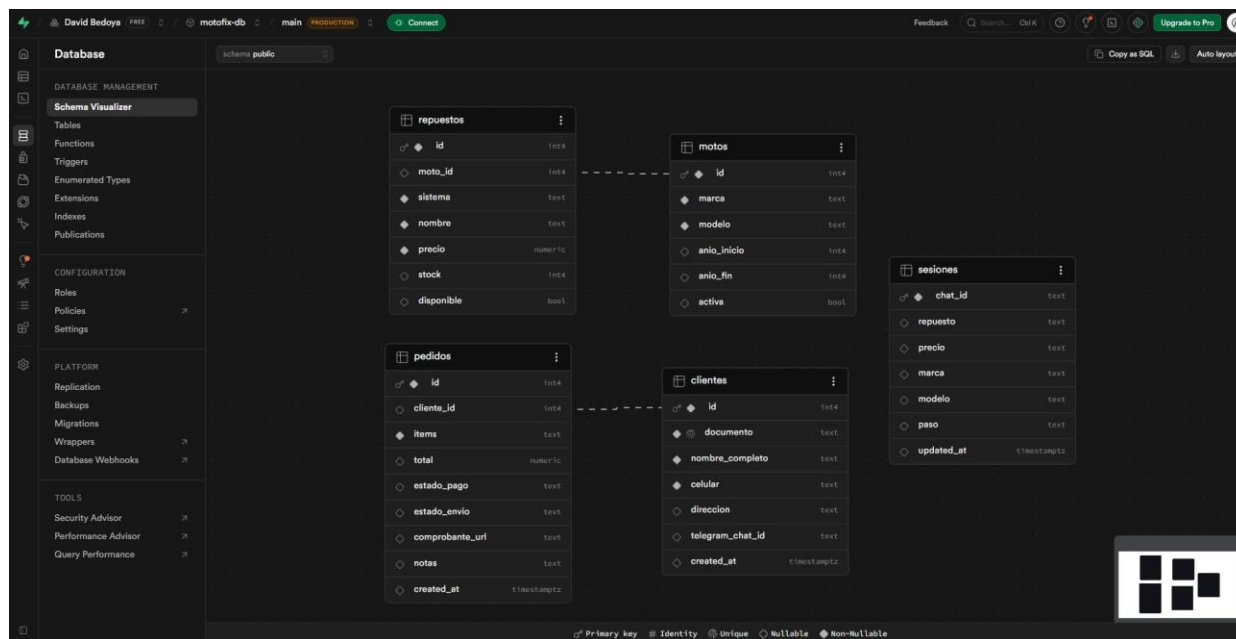 David Bedoya FREE / motofix-db / main PRODUCTION Connect
Feedback Search... Ctrl K Upgrade to Pro
Database
schema public
Copy as SQL Auto layout
DATABASE MANAGEMENT
Schema Visualizer
Tables
Functions
Triggers
Enumerated Types
Extensions
Indexes
Publications
CONFIGURATION
Roles
Policies
Settings
PLATFORM
Replication
Backups
Migrations
Wrappers
Database Webhooks
TOOLS
Security Advisor
Performance Advisor
Query Performance
repuestos
id int4
moto_id int4
sistema text
nombre text
precio numeric
stock int4
disponible bool
motos
id int4
marca text
modelo text
anio_inicio int4
anio_fin int4
activa bool
sesiones
chat_id text
repuesto text
precio text
marca text
modelo text
paso text
updated_at timestamptz
pedidos
id int4
cliente_id int4
items text
total numeric
estado_pago text
estado_envio text
comprobante_url text
notas text
created_at timestamptz
clientes
id int4
documento text
nombre_completo text
celular text
direccion text
telegram_chat_id text
created_at timestamptz
Primary key # Identity Unique Nullable Non-Nullable